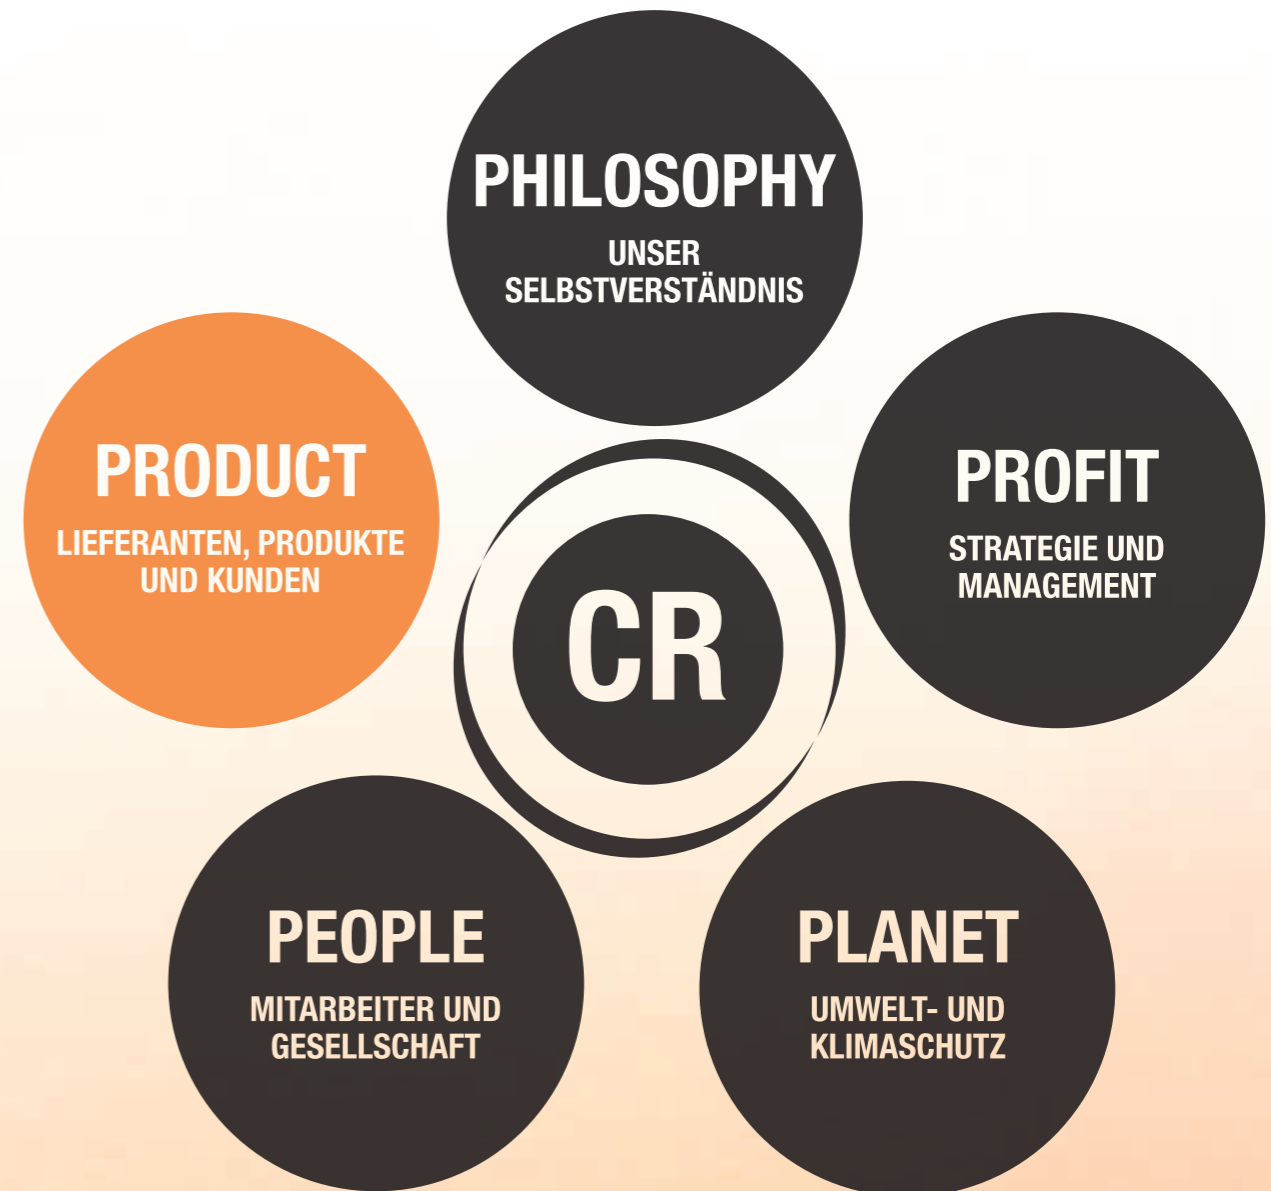 PHILOSOPHY
UNSER
SELBSTVERSTÄNDNIS
PRODUCT
LIEFERANTEN, PRODUKTE
UND KUNDEN
PROFIT
STRATEGIE UND
MANAGEMENT
CR
PEOPLE
MITARBEITER UND
GESELLSCHAFT
PLANET
UMWELT- UND
KLIMASCHUTZ